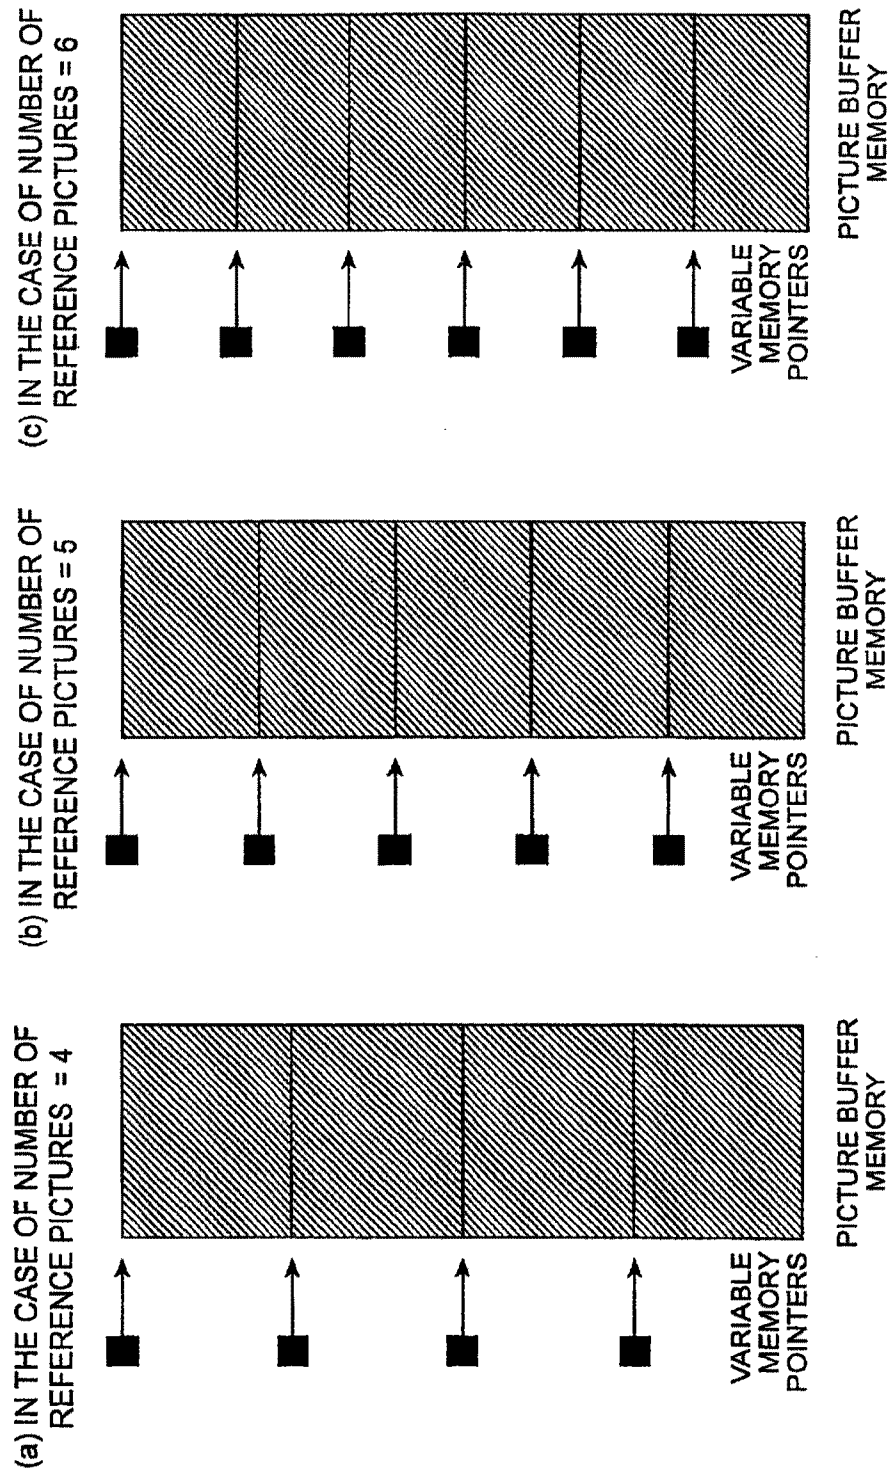 (a) IN THE CASE OF NUMBER OF
REFERENCE PICTURES = 4
VARIABLE
MEMORY
POINTERS
PICTURE BUFFER
MEMORY
(b) IN THE CASE OF NUMBER OF
REFERENCE PICTURES = 5
VARIABLE
MEMORY
POINTERS
PICTURE BUFFER
MEMORY
(c) IN THE CASE OF NUMBER OF
REFERENCE PICTURES = 6
VARIABLE
MEMORY
POINTERS
PICTURE BUFFER
MEMORY